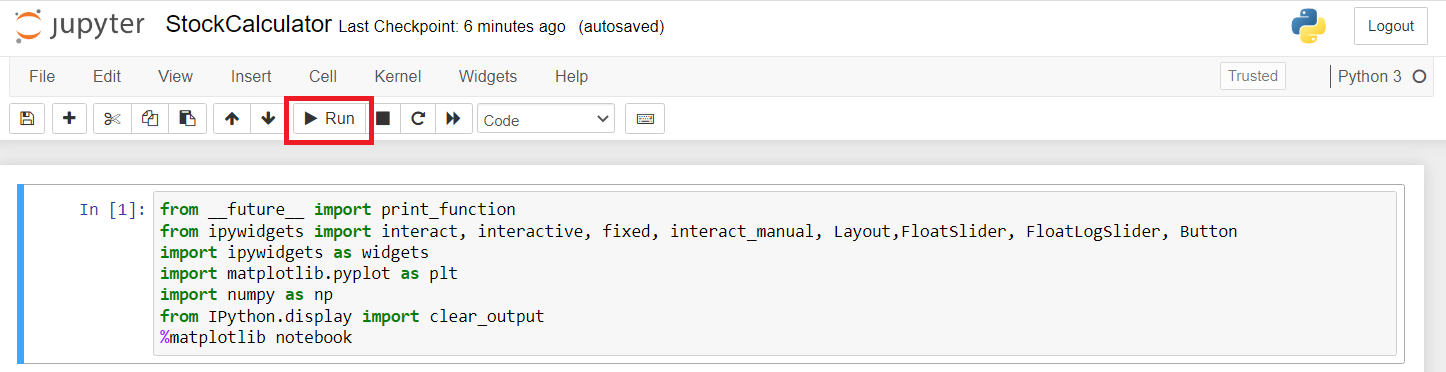 jupyter StockCalculator Last Checkpoint: 6 minutes ago (autosaved) Logout
File Edit View Insert Cell Kernel Widgets Help Trusted Python 3
Run Code
In [1]: from __future__ import print_function
from ipywidgets import interact, interactive, fixed, interact_manual, Layout,FloatSlider, FloatLogSlider, Button
import ipywidgets as widgets
import matplotlib.pyplot as plt
import numpy as np
from IPython.display import clear_output
%matplotlib notebook